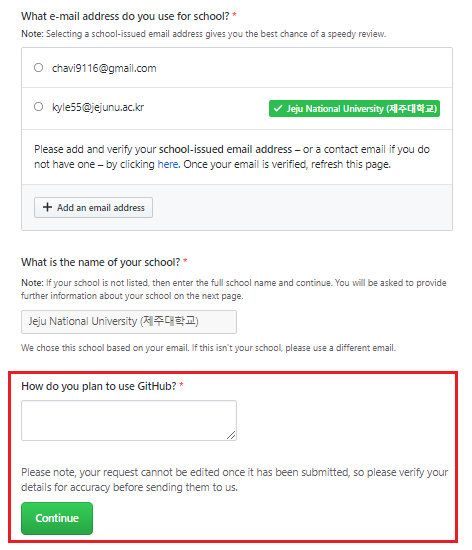 What e-mail address do you use for school? *
Note: Selecting a school-issued email address gives you the best chance of a speedy review.
chavi9116@gmail.com
kyle55@jejunu.ac.kr
Jeju National University (제주대학교)
Please add and verify your school-issued email address – or a contact email if you do
not have one – by clicking here. Once your email is verified, refresh this page.
Add an email address
What is the name of your school? *
Note: If your school is not listed, then enter the full school name and continue. You will be asked to provide
further information about your school on the next page.
Jeju National University (제주대학교)
We chose this school based on your email. If this isn't your school, please use a different email.
How do you plan to use GitHub? *
Please note, your request cannot be edited once it has been submitted, so please verify your
details for accuracy before sending them to us.
Continue